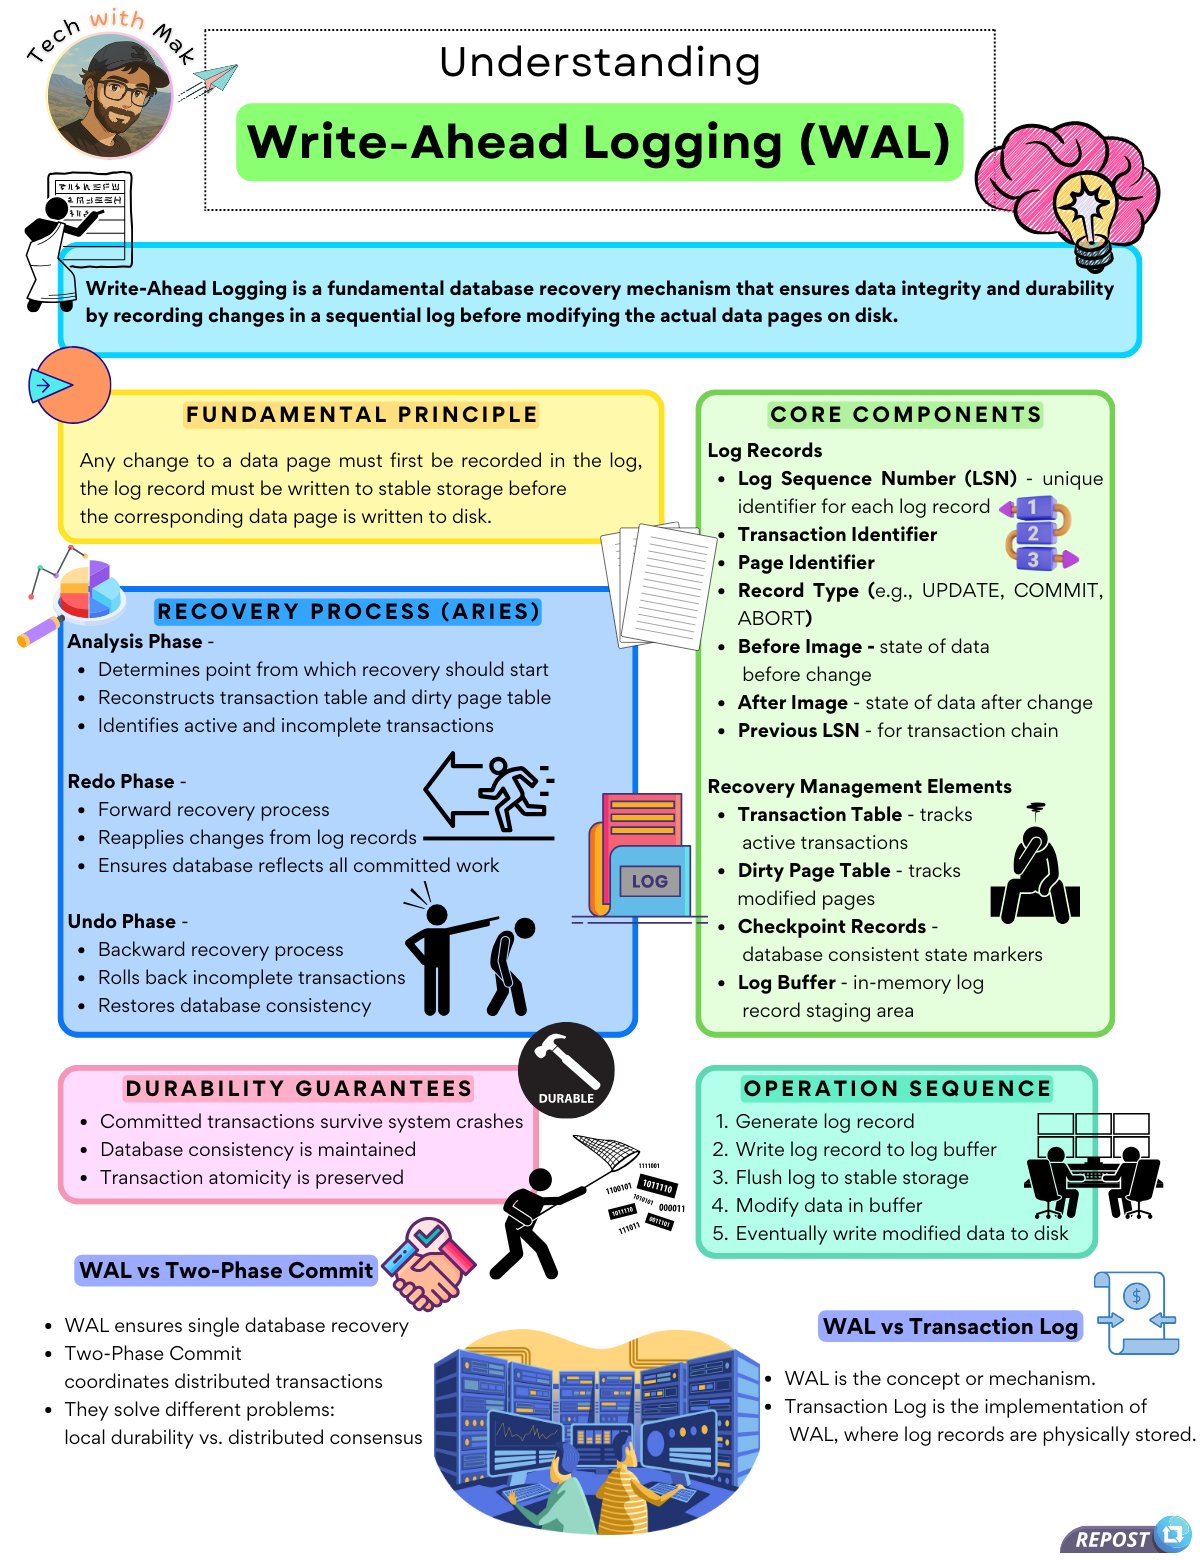 Tech with Mak
Understanding
Write-Ahead Logging (WAL)
Write-Ahead Logging is a fundamental database recovery mechanism that ensures data integrity and durability
by recording changes in a sequential log before modifying the actual data pages on disk.
FUNDAMENTAL PRINCIPLE
Any change to a data page must first be recorded in the log,
the log record must be written to stable storage before
the corresponding data page is written to disk.
RECOVERY PROCESS (ARIES)
Analysis Phase -
• Determines point from which recovery should start
• Reconstructs transaction table and dirty page table
• Identifies active and incomplete transactions
Redo Phase -
• Forward recovery process
• Reapplies changes from log records
• Ensures database reflects all committed work
Undo Phase -
• Backward recovery process
• Rolls back incomplete transactions
• Restores database consistency
LOG
CORE COMPONENTS
Log Records
• Log Sequence Number (LSN) - unique
identifier for each log record
1
2
3
• Transaction Identifier
• Page Identifier
• Record Type (e.g., UPDATE, COMMIT,
ABORT)
• Before Image - state of data
before change
• After Image - state of data after change
• Previous LSN - for transaction chain
Recovery Management Elements
• Transaction Table - tracks
active transactions
• Dirty Page Table - tracks
modified pages
• Checkpoint Records -
database consistent state markers
• Log Buffer - in-memory log
record staging area
DURABILITY GUARANTEES
• Committed transactions survive system crashes
• Database consistency is maintained
• Transaction atomicity is preserved
DURABLE
1111001
1100101
1011110
1010101
000011
1011110
0011101
111011
OPERATION SEQUENCE
1. Generate log record
2. Write log record to log buffer
3. Flush log to stable storage
4. Modify data in buffer
5. Eventually write modified data to disk
WAL vs Two-Phase Commit
• WAL ensures single database recovery
• Two-Phase Commit
coordinates distributed transactions
• They solve different problems:
local durability vs. distributed consensus
WAL vs Transaction Log
$
• WAL is the concept or mechanism.
• Transaction Log is the implementation of
WAL, where log records are physically stored.
REPOST